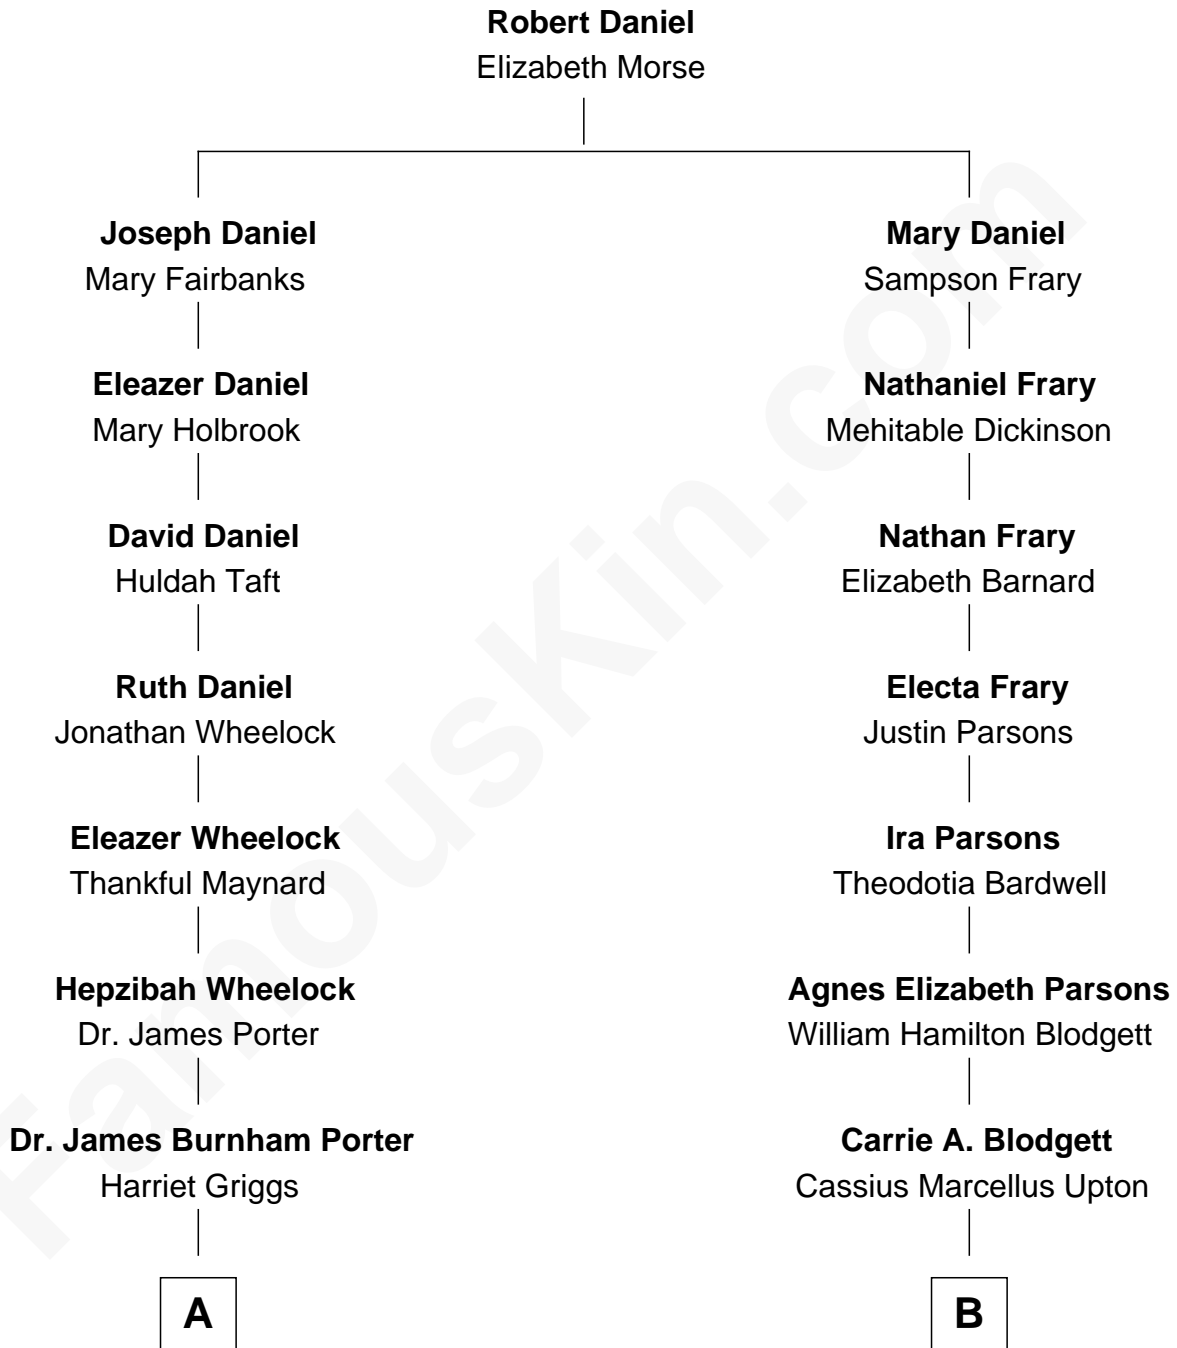 Robert Daniel
Elizabeth Morse
Joseph Daniel
Mary Fairbanks
Mary Daniel
Sampson Frary
Eleazer Daniel
Mary Holbrook
Nathaniel Frary
Mehitable Dickinson
David Daniel
Huldah Taft
Nathan Frary
Elizabeth Barnard
Ruth Daniel
Jonathan Wheelock
Electa Frary
Justin Parsons
Eleazer Wheelock
Thankful Maynard
Ira Parsons
Theodotia Bardwell
Hepzibah Wheelock
Dr. James Porter
Agnes Elizabeth Parsons
William Hamilton Blodgett
Dr. James Burnham Porter
Harriet Griggs
Carrie A. Blodgett
Cassius Marcellus Upton
A
B
FamousKin.com